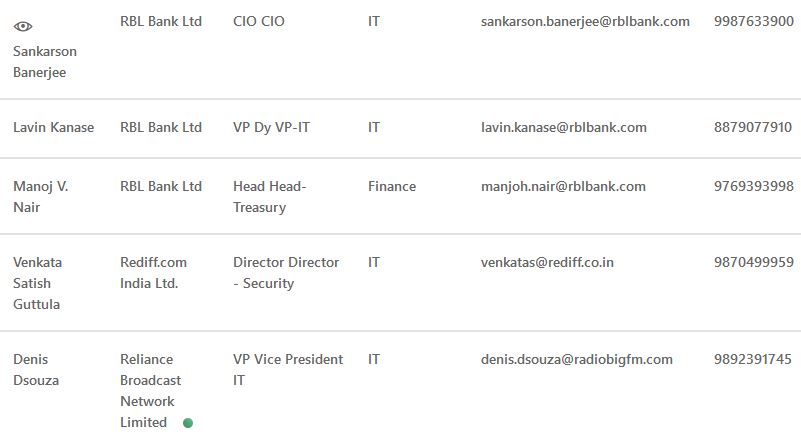 RBL Bank Ltd CIO CIO IT sankarson.banerjee@rblbank.com 9987633900
Sankarson
Banerjee
Lavin Kanase RBL Bank Ltd VP Dy VP-IT IT lavin.kanase@rblbank.com 8879077910
Manoj V. RBL Bank Ltd Head Head- Finance manjoh.nair@rblbank.com 9769393998
Nair Treasury
Venkata Rediff.com Director Director IT venkatas@rediff.co.in 9870499959
Satish India Ltd. - Security
Guttula
Denis Reliance VP Vice President IT denis.dsouza@radiobigfm.com 9892391745
Dsouza Broadcast IT
Network
Limited